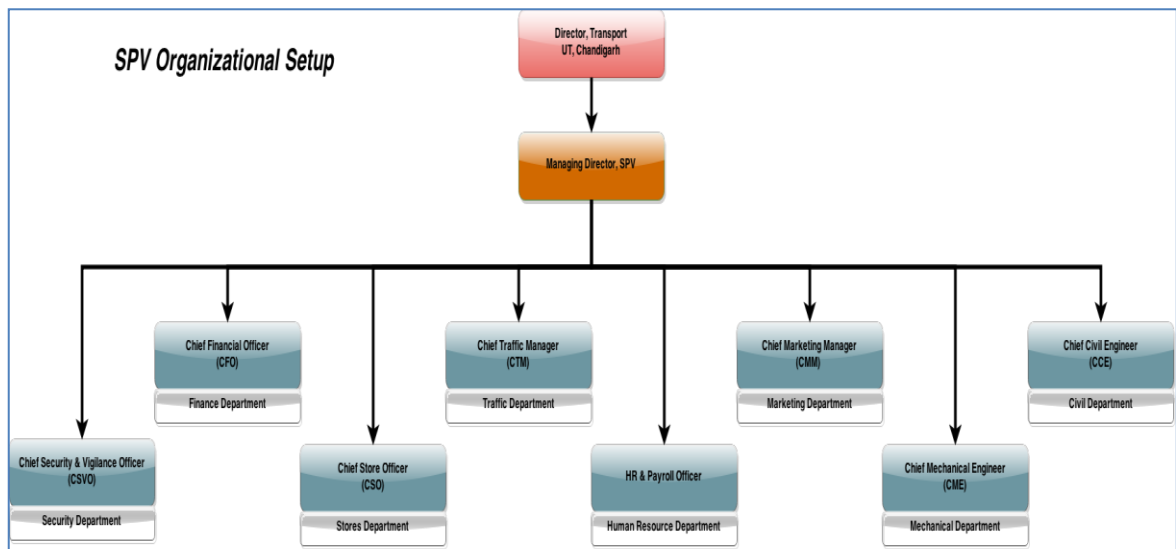 SPV Organizational Setup
Director, Transport
UT, Chandigarh
Managing Director, SPV
Chief Financial Officer
(CFO)
Finance Department
Chief Traffic Manager
(CTM)
Traffic Department
Chief Marketing Manager
(CMM)
Marketing Department
Chief Civil Engineer
(CCE)
Civil Department
Chief Security & Vigilance Officer
(CSVO)
Security Department
Chief Store Officer
(CSO)
Stores Department
HR & Payroll Officer
Human Resource Department
Chief Mechanical Engineer
(CME)
Mechanical Department